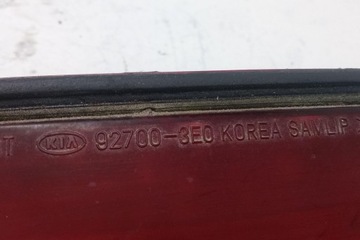 T KIA 92700-3E0 KOREA SAMLIP